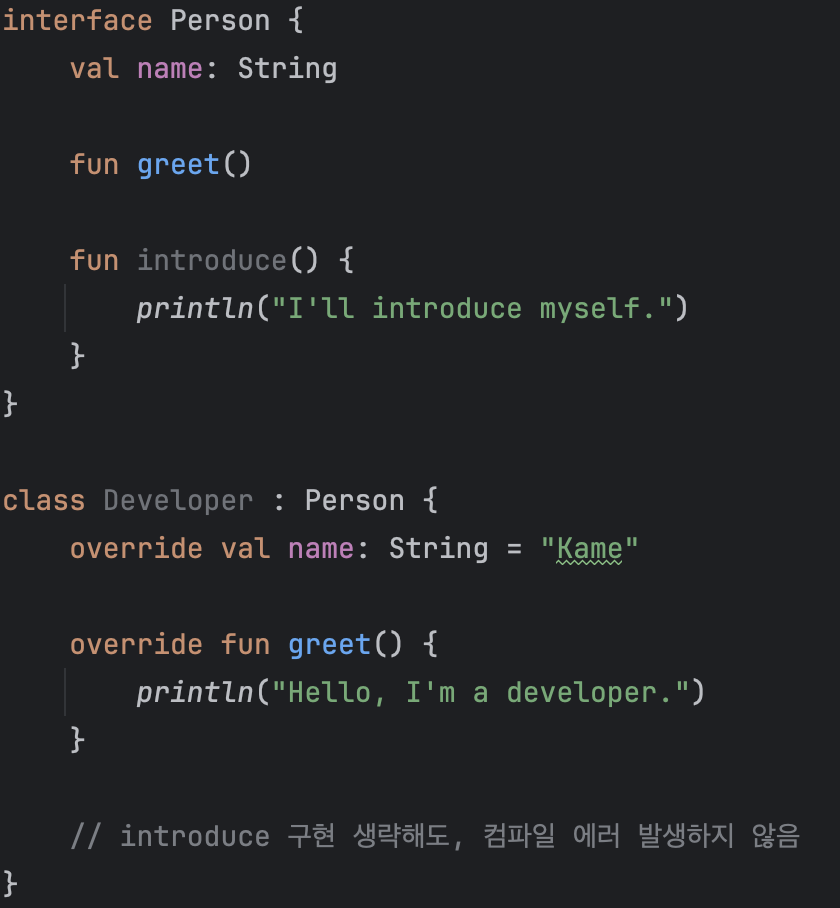 interface Person {
    val name: String

    fun greet()

    fun introduce() {
        println("I'll introduce myself.")
    }
}

class Developer : Person {
    override val name: String = "Kame"

    override fun greet() {
        println("Hello, I'm a developer.")
    }

    // introduce 구현 생략해도, 컴파일 에러 발생하지 않음
}